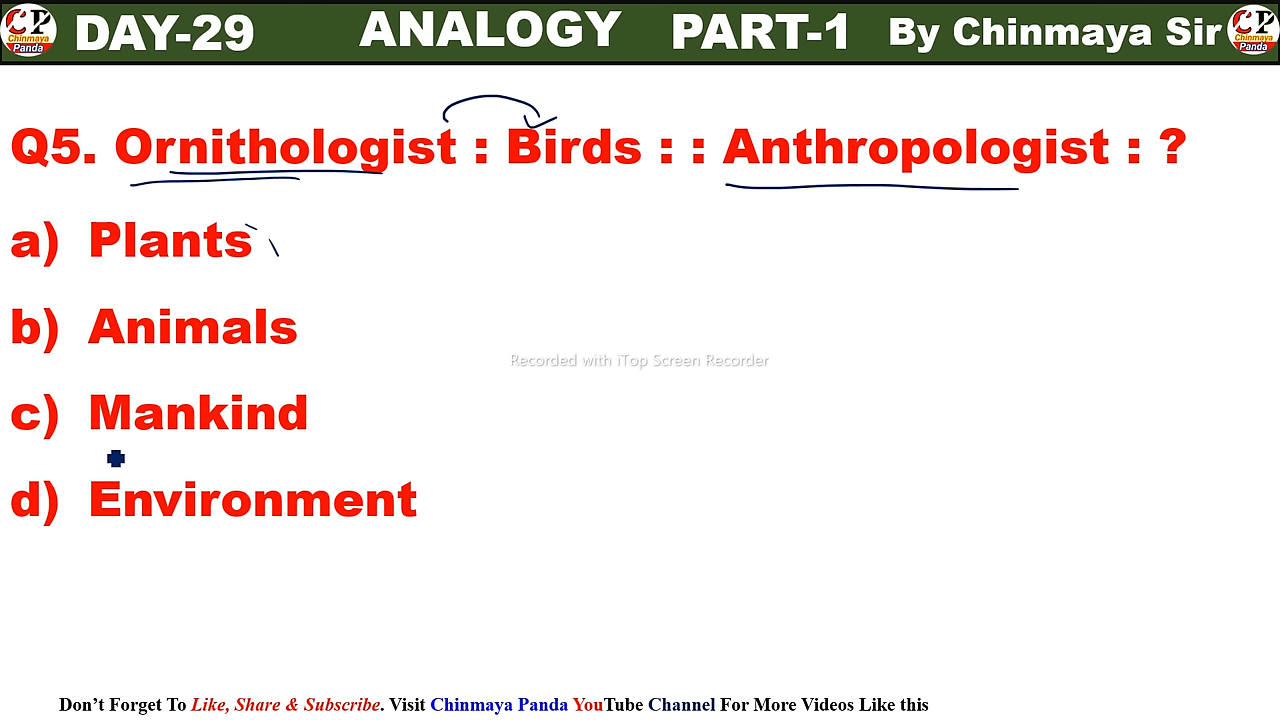 CP Chinmaya Panda DAY-29 ANALOGY PART-1 By Chinmaya Sir CP Chinmaya Panda
Q5. Ornithologist : Birds : : Anthropologist : ?
a) Plants
b) Animals
Recorded with iTop Screen Recorder
c) Mankind
d) Environment
Don’t Forget To Like, Share & Subscribe. Visit Chinmaya Panda YouTube Channel For More Videos Like this